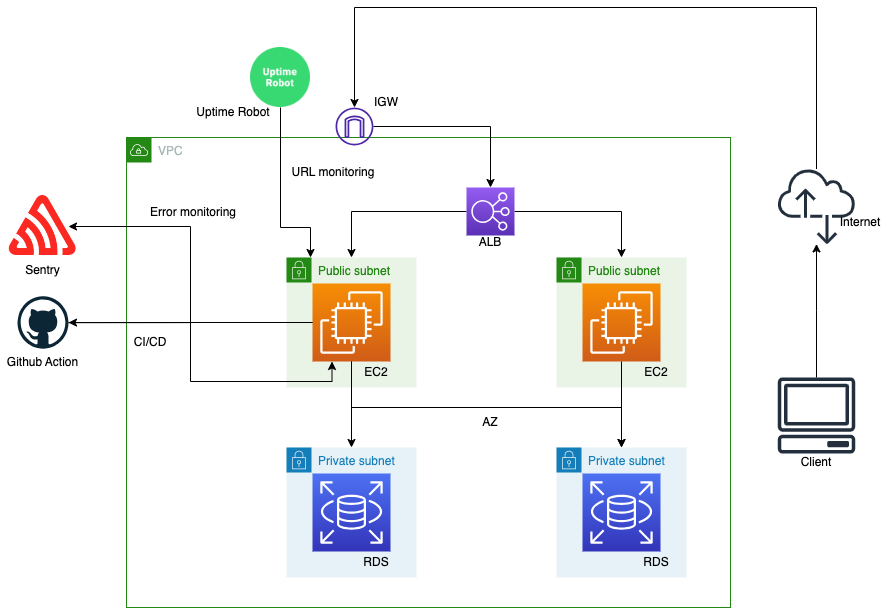 Uptime
Robot
IGW
Uptime Robot
VPC
URL monitoring
Error monitoring
Internet
ALB
Sentry
Public subnet
Public subnet
CI/CD
Github Action
EC2
EC2
AZ
Private subnet
Private subnet
Client
RDS
RDS